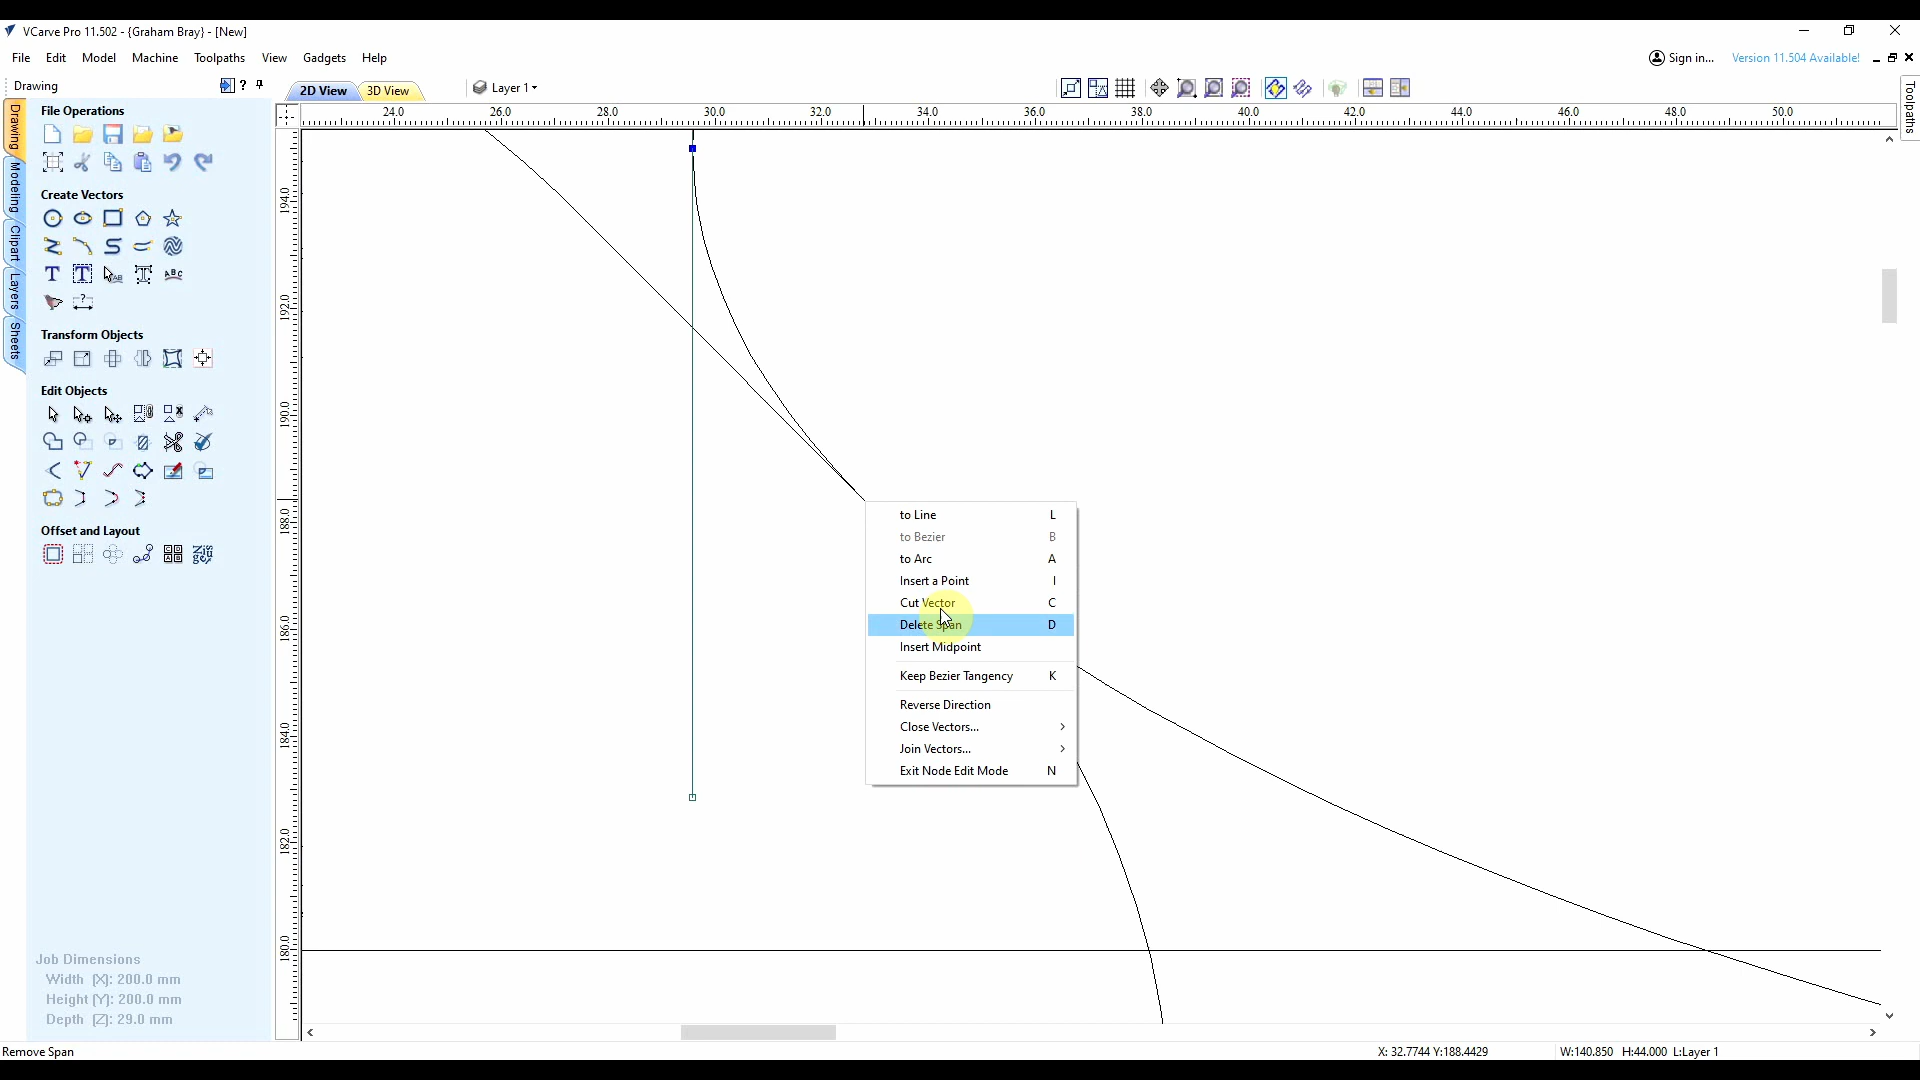 VCarve Pro 11.502 - {Graham Bray} - [New]
File Edit Model Machine Toolpaths View Gadgets Help
Sign in... Version 11.504 Available!
Drawing
?
2D View 3D View Layer 1
Toolpaths
Drawing
Modeling
Clipart
Layers
Sheets
File Operations
Create Vectors
Transform Objects
Edit Objects
Offset and Layout
24.0 26.0 28.0 30.0 32.0 34.0 36.0 38.0 40.0 42.0 44.0 46.0 48.0 50.0
194.0
192.0
190.0
188.0
186.0
184.0
182.0
180.0
to Line L
to Bezier B
to Arc A
Insert a Point I
Cut Vector C
Delete Span D
Insert Midpoint
Keep Bezier Tangency K
Reverse Direction
Close Vectors...
Join Vectors...
Exit Node Edit Mode N
Job Dimensions
Width (X): 200.0 mm
Height (Y): 200.0 mm
Depth (Z): 29.0 mm
Remove Span
X: 32.7744 Y:188.4429
W:140.850 H:44.000 L:Layer 1